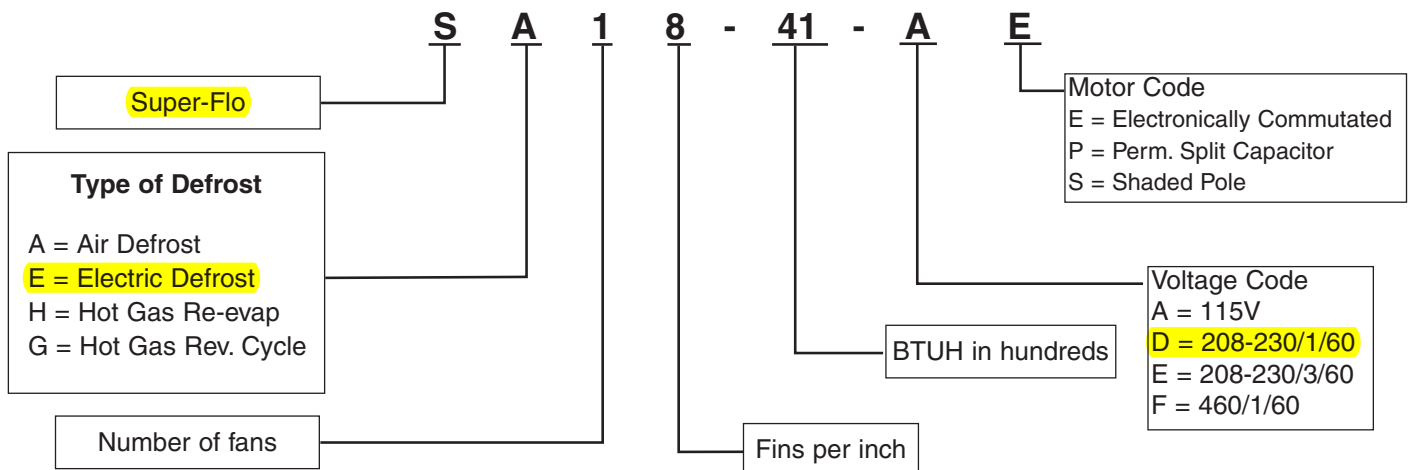 S A 1 8 - 41 - A E
Super-Flo
Type of Defrost
A = Air Defrost
E = Electric Defrost
H = Hot Gas Re-evap
G = Hot Gas Rev. Cycle
Number of fans
Fins per inch
BTUH in hundreds
Voltage Code
A = 115V
D = 208-230/1/60
E = 208-230/3/60
F = 460/1/60
Motor Code
E = Electronically Commutated
P = Perm. Split Capacitor
S = Shaded Pole